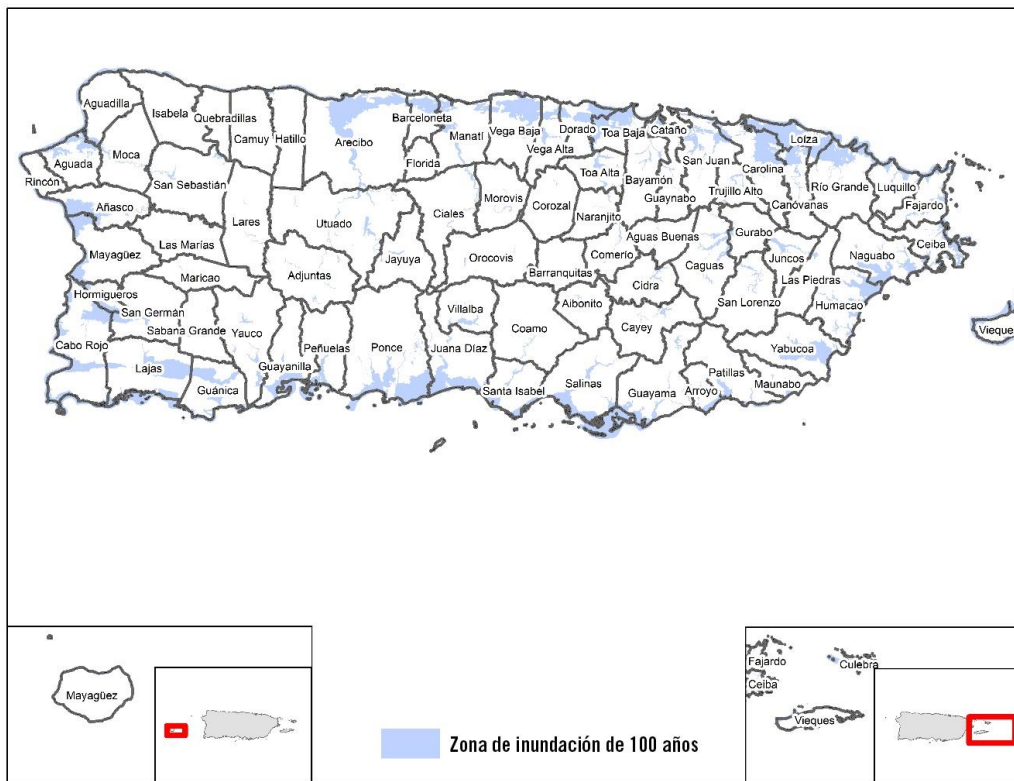 Aguadilla
Isabela
Quebradillas
Camuy
Hatillo
Arecibo
Barceloneta
Manatí
Vega Baja
Dorado
Vega Alta
Toa Baja
Cataño
San Juan
Loíza
Aguada
Moca
Rincón
San Sebastián
Florida
Toa Alta
Bayamón
Guaynabo
Trujillo Alto
Carolina
Canóvanas
Río Grande
Luquillo
Fajardo
Añasco
Lares
Utuado
Ciales
Morovis
Corozal
Naranjito
Las Marías
Mayagüez
Maricao
Adjuntas
Jayuya
Orocovis
Barranquitas
Comerío
Aguas Buenas
Caguas
Gurabo
Juncos
Las Piedras
Naguabo
Ceiba
Hormigueros
San Germán
Sabana Grande
Yauco
Villalba
Aibonito
Cidra
San Lorenzo
Humacao
Cabo Rojo
Lajas
Guánica
Guayanilla
Peñuelas
Ponce
Juana Díaz
Coamo
Cayey
Yabucoa
Vieques
Santa Isabel
Salinas
Guayama
Arroyo
Patillas
Maunabo
Mayagüez
Zona de inundación de 100 años
Fajardo
Ceiba
Culebra
Vieques